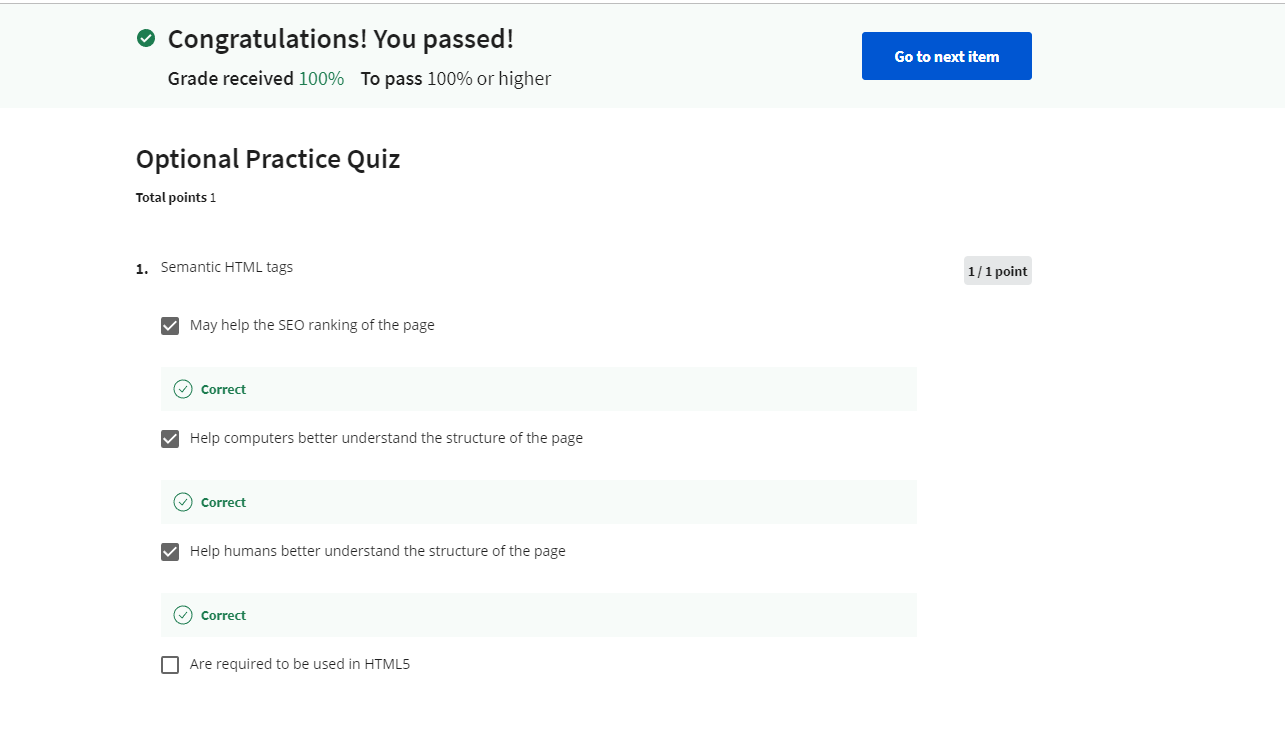 Congratulations! You passed!
Go to next item
Grade received 100% To pass 100% or higher
Optional Practice Quiz
Total points 1
1. Semantic HTML tags
1 / 1 point
May help the SEO ranking of the page
Correct
Help computers better understand the structure of the page
Correct
Help humans better understand the structure of the page
Correct
Are required to be used in HTML5